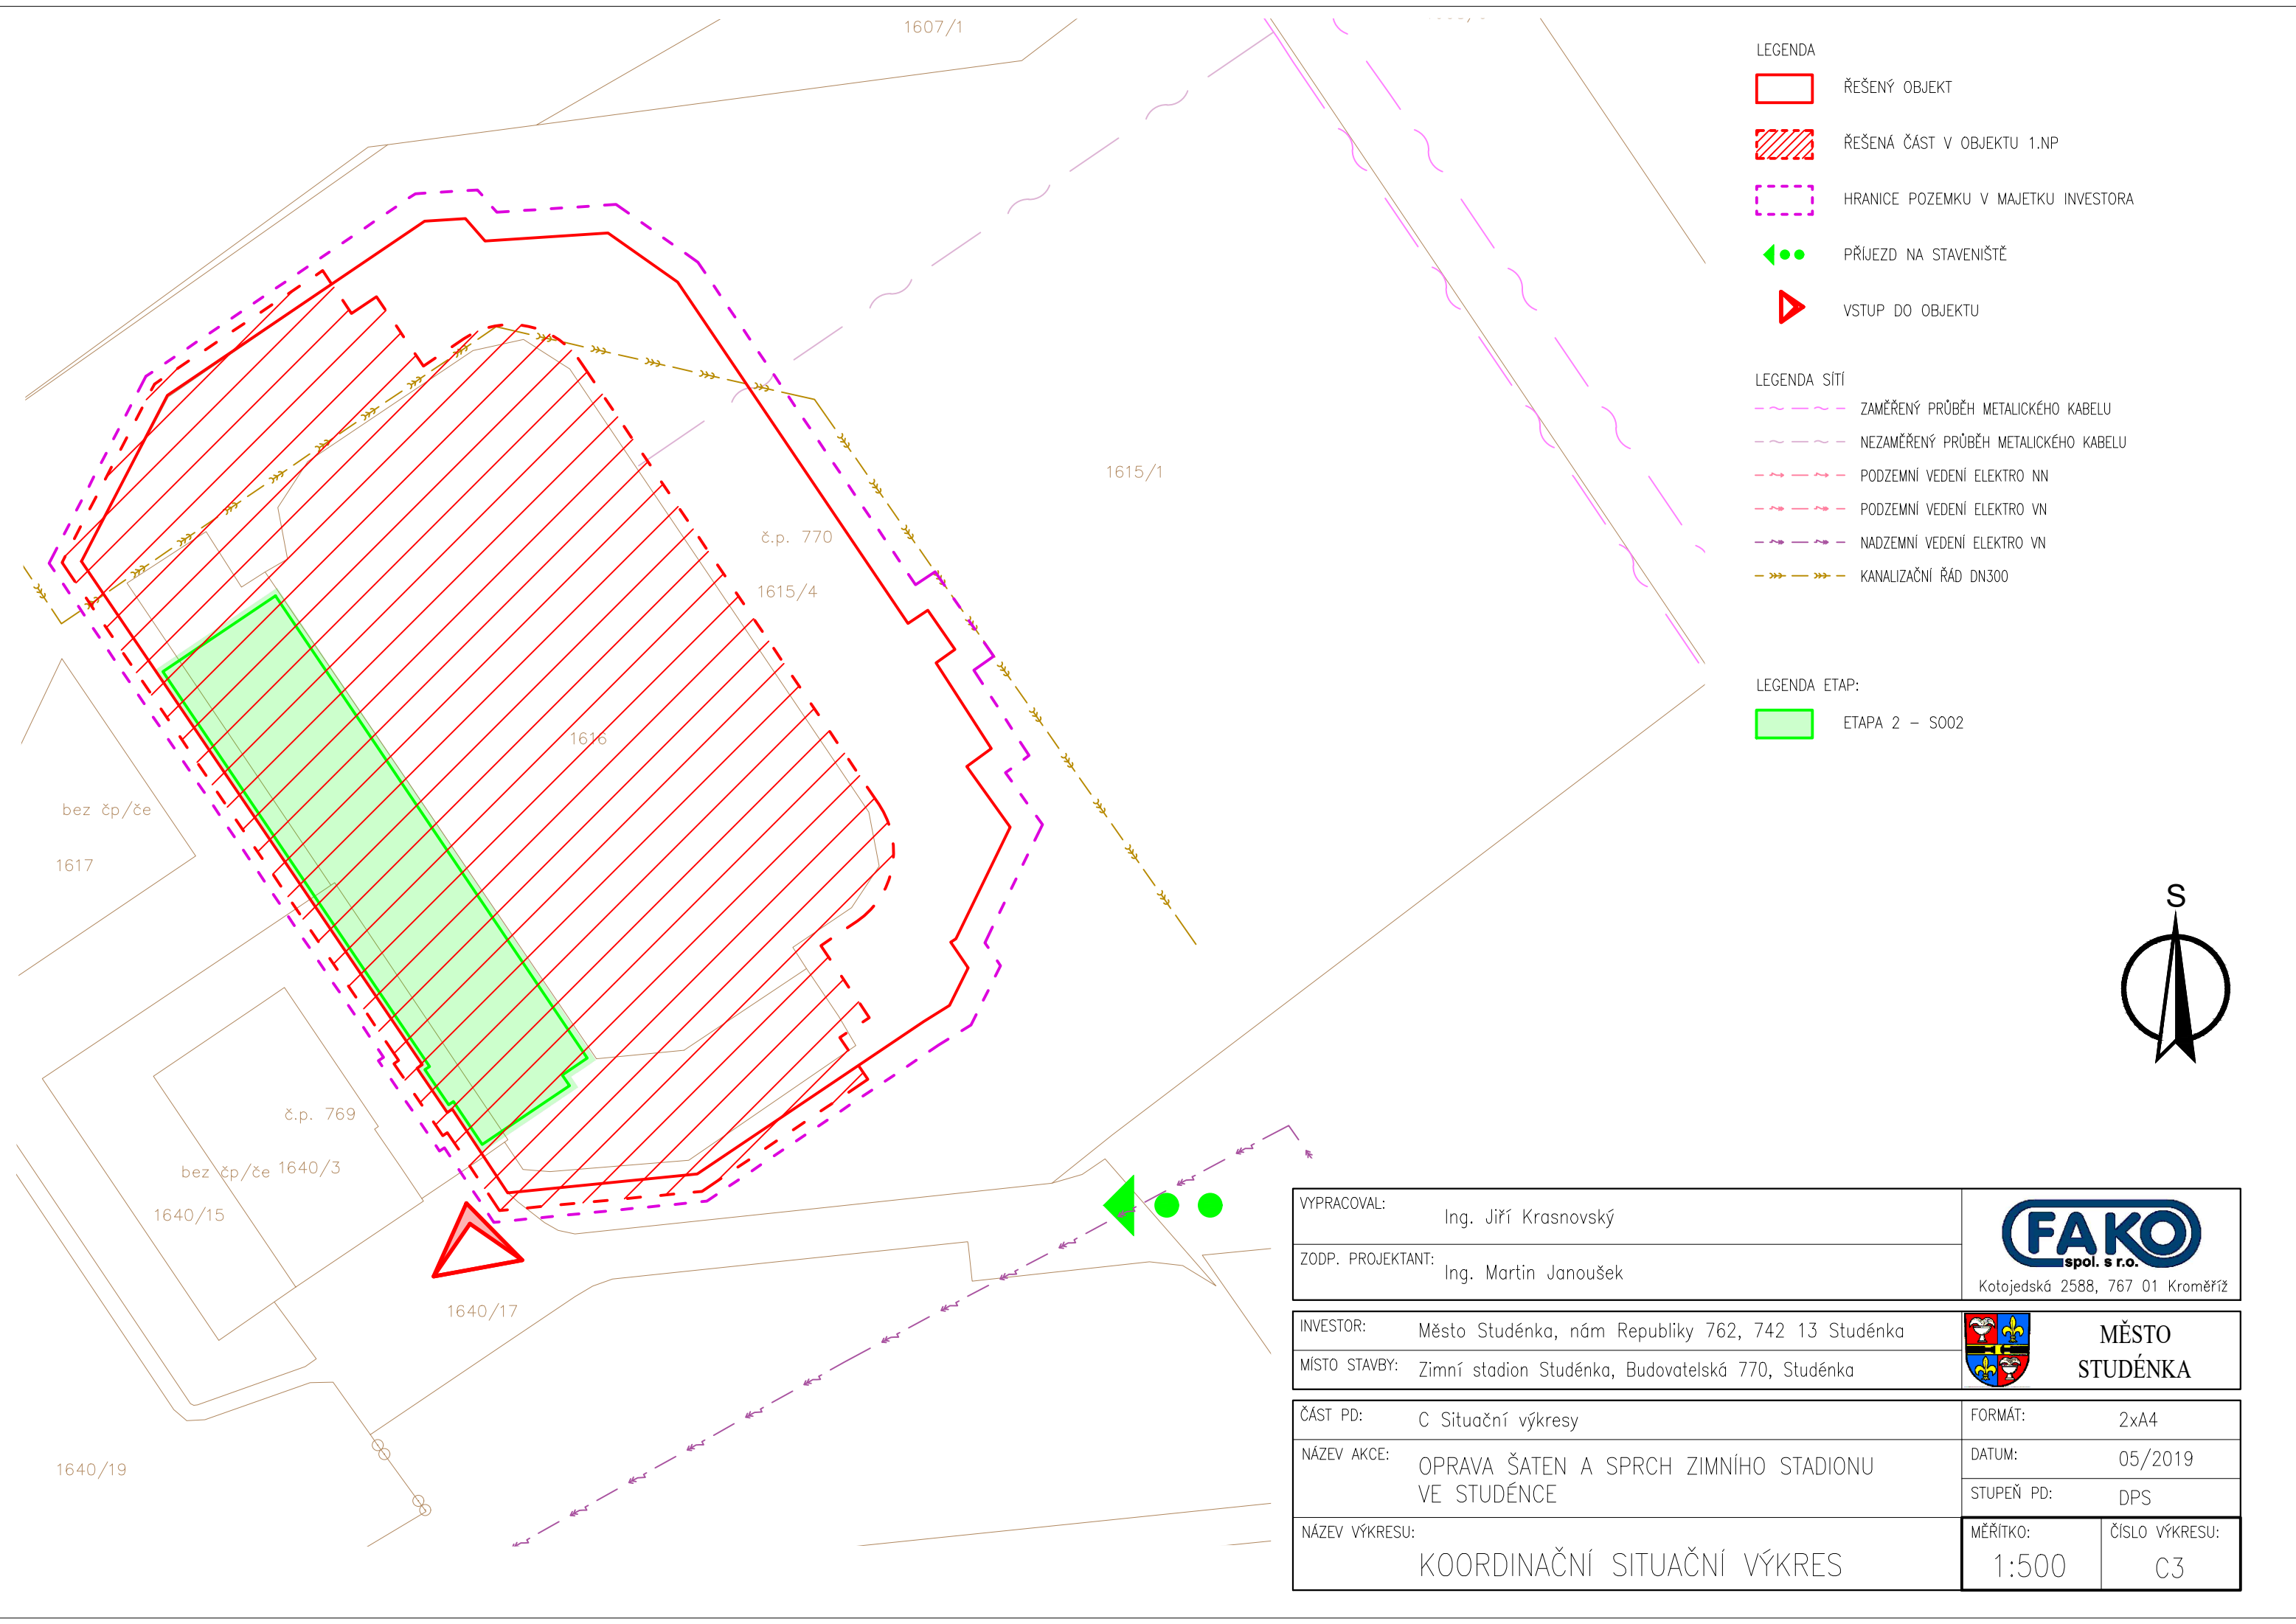 1607/1
LEGENDA
ŘEŠENÝ OBJEKT
ŘEŠENÁ ČÁST V OBJEKTU 1.NP
HRANICE POZEMKU V MAJETKU INVESTORA
PŘÍJEZD NA STAVENIŠTĚ
VSTUP DO OBJEKTU
LEGENDA SÍTÍ
ZAMĚŘENÝ PRŮBĚH METALICKÉHO KABELU
NEZAMĚŘENÝ PRŮBĚH METALICKÉHO KABELU
PODZEMNÍ VEDENÍ ELEKTRO NN
PODZEMNÍ VEDENÍ ELEKTRO VN
NADZEMNÍ VEDENÍ ELEKTRO VN
KANALIZAČNÍ ŘÁD DN300
LEGENDA ETAP:
ETAPA 2 – SO02
1615/1
č.p. 770
1615/4
1616
bez čp/če
1617
č.p. 769
bez čp/če 1640/3
1640/15
1640/17
1640/19
S
VYPRACOVAL: Ing. Jiří Krasnovský
ZODP. PROJEKTANT: Ing. Martin Janoušek
FAKO
spol. s r.o.
Kotojedská 2588, 767 01 Kroměříž
INVESTOR: Město Studénka, nám Republiky 762, 742 13 Studénka
MÍSTO STAVBY: Zimní stadion Studénka, Budovatelská 770, Studénka
MĚSTO
STUDÉNKA
ČÁST PD: C Situační výkresy
FORMÁT: 2xA4
NÁZEV AKCE: OPRAVA ŠATEN A SPRCH ZIMNÍHO STADIONU
VE STUDÉNCE
DATUM: 05/2019
STUPEŇ PD: DPS
NÁZEV VÝKRESU:
KOORDINAČNÍ SITUAČNÍ VÝKRES
MĚŘÍTKO:
1:500
ČÍSLO VÝKRESU:
C3